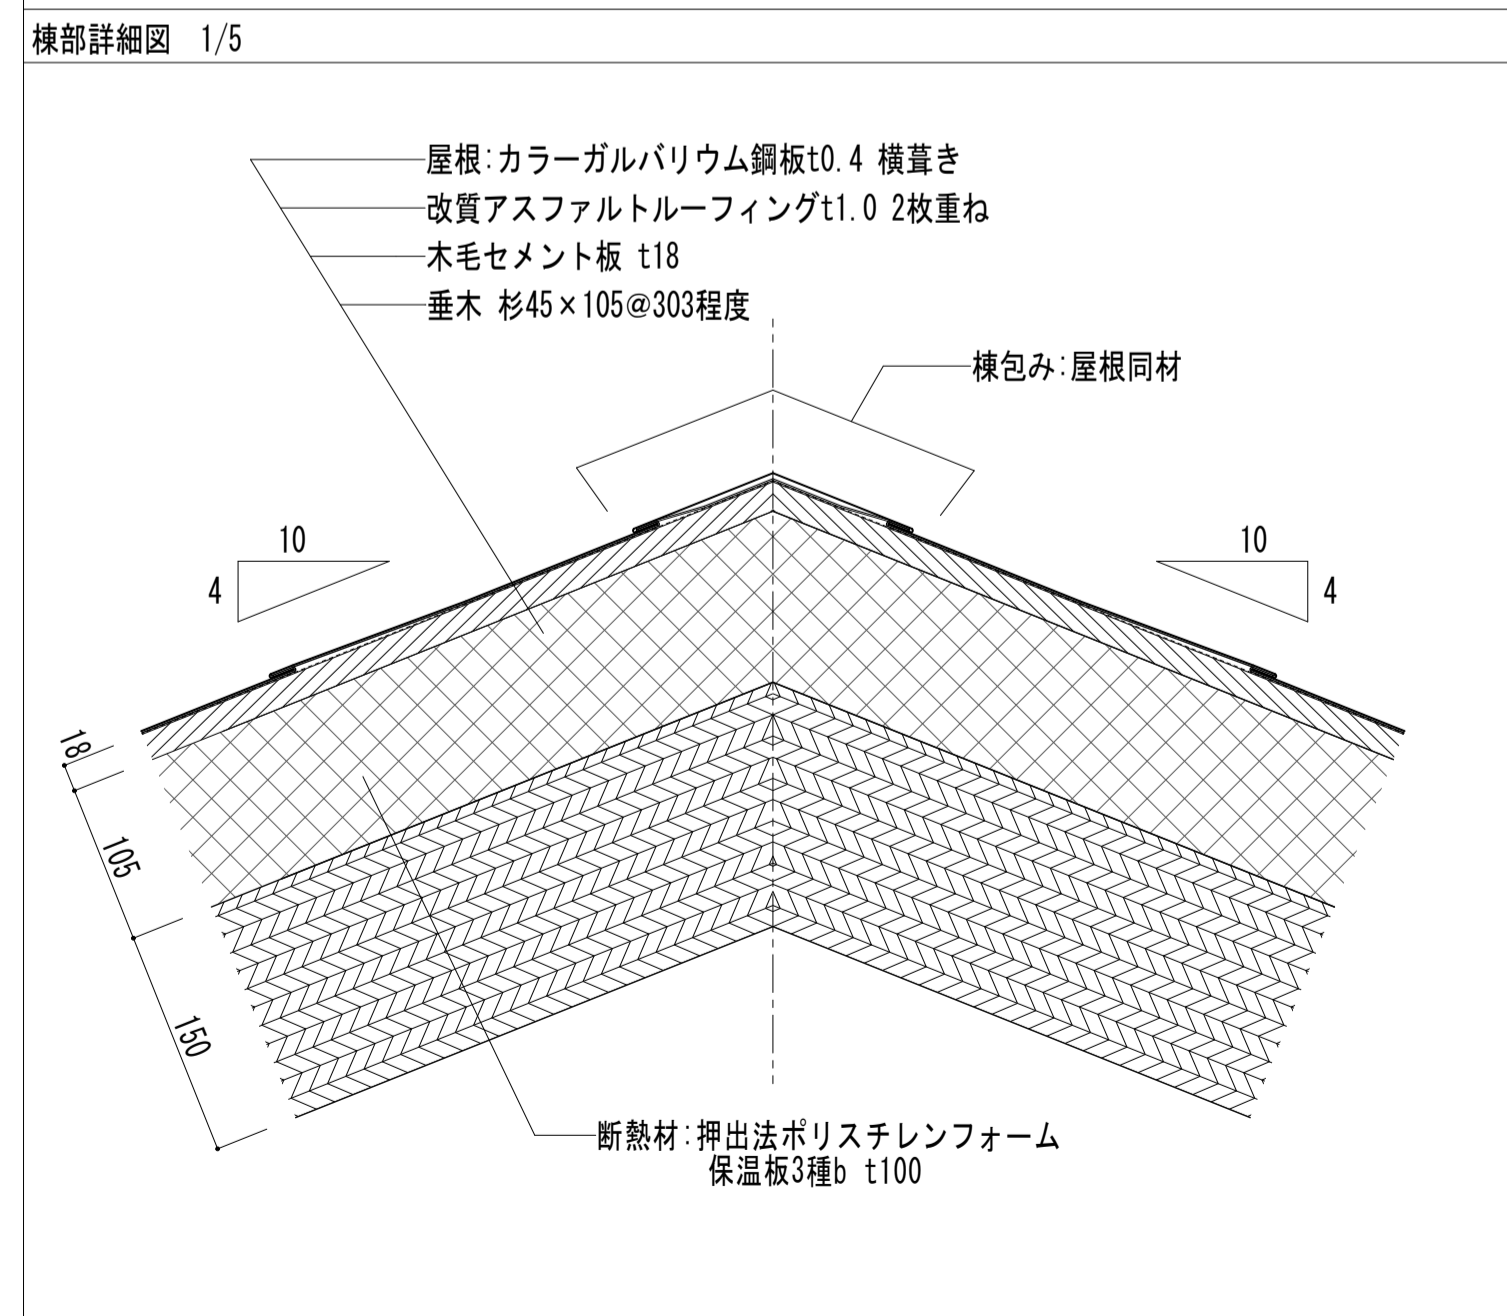 棟部詳細図 1/5
屋根:カラーガルバリウム鋼板t0.4 横葺き
改質アスファルトルーフィングt1.0 2枚重ね
木毛セメント板 t18
垂木 杉45×105@303程度
棟包み:屋根同材
10
4
10
4
18
105
150
断熱材:押出法ポリスチレンフォーム
保温板3種b t100